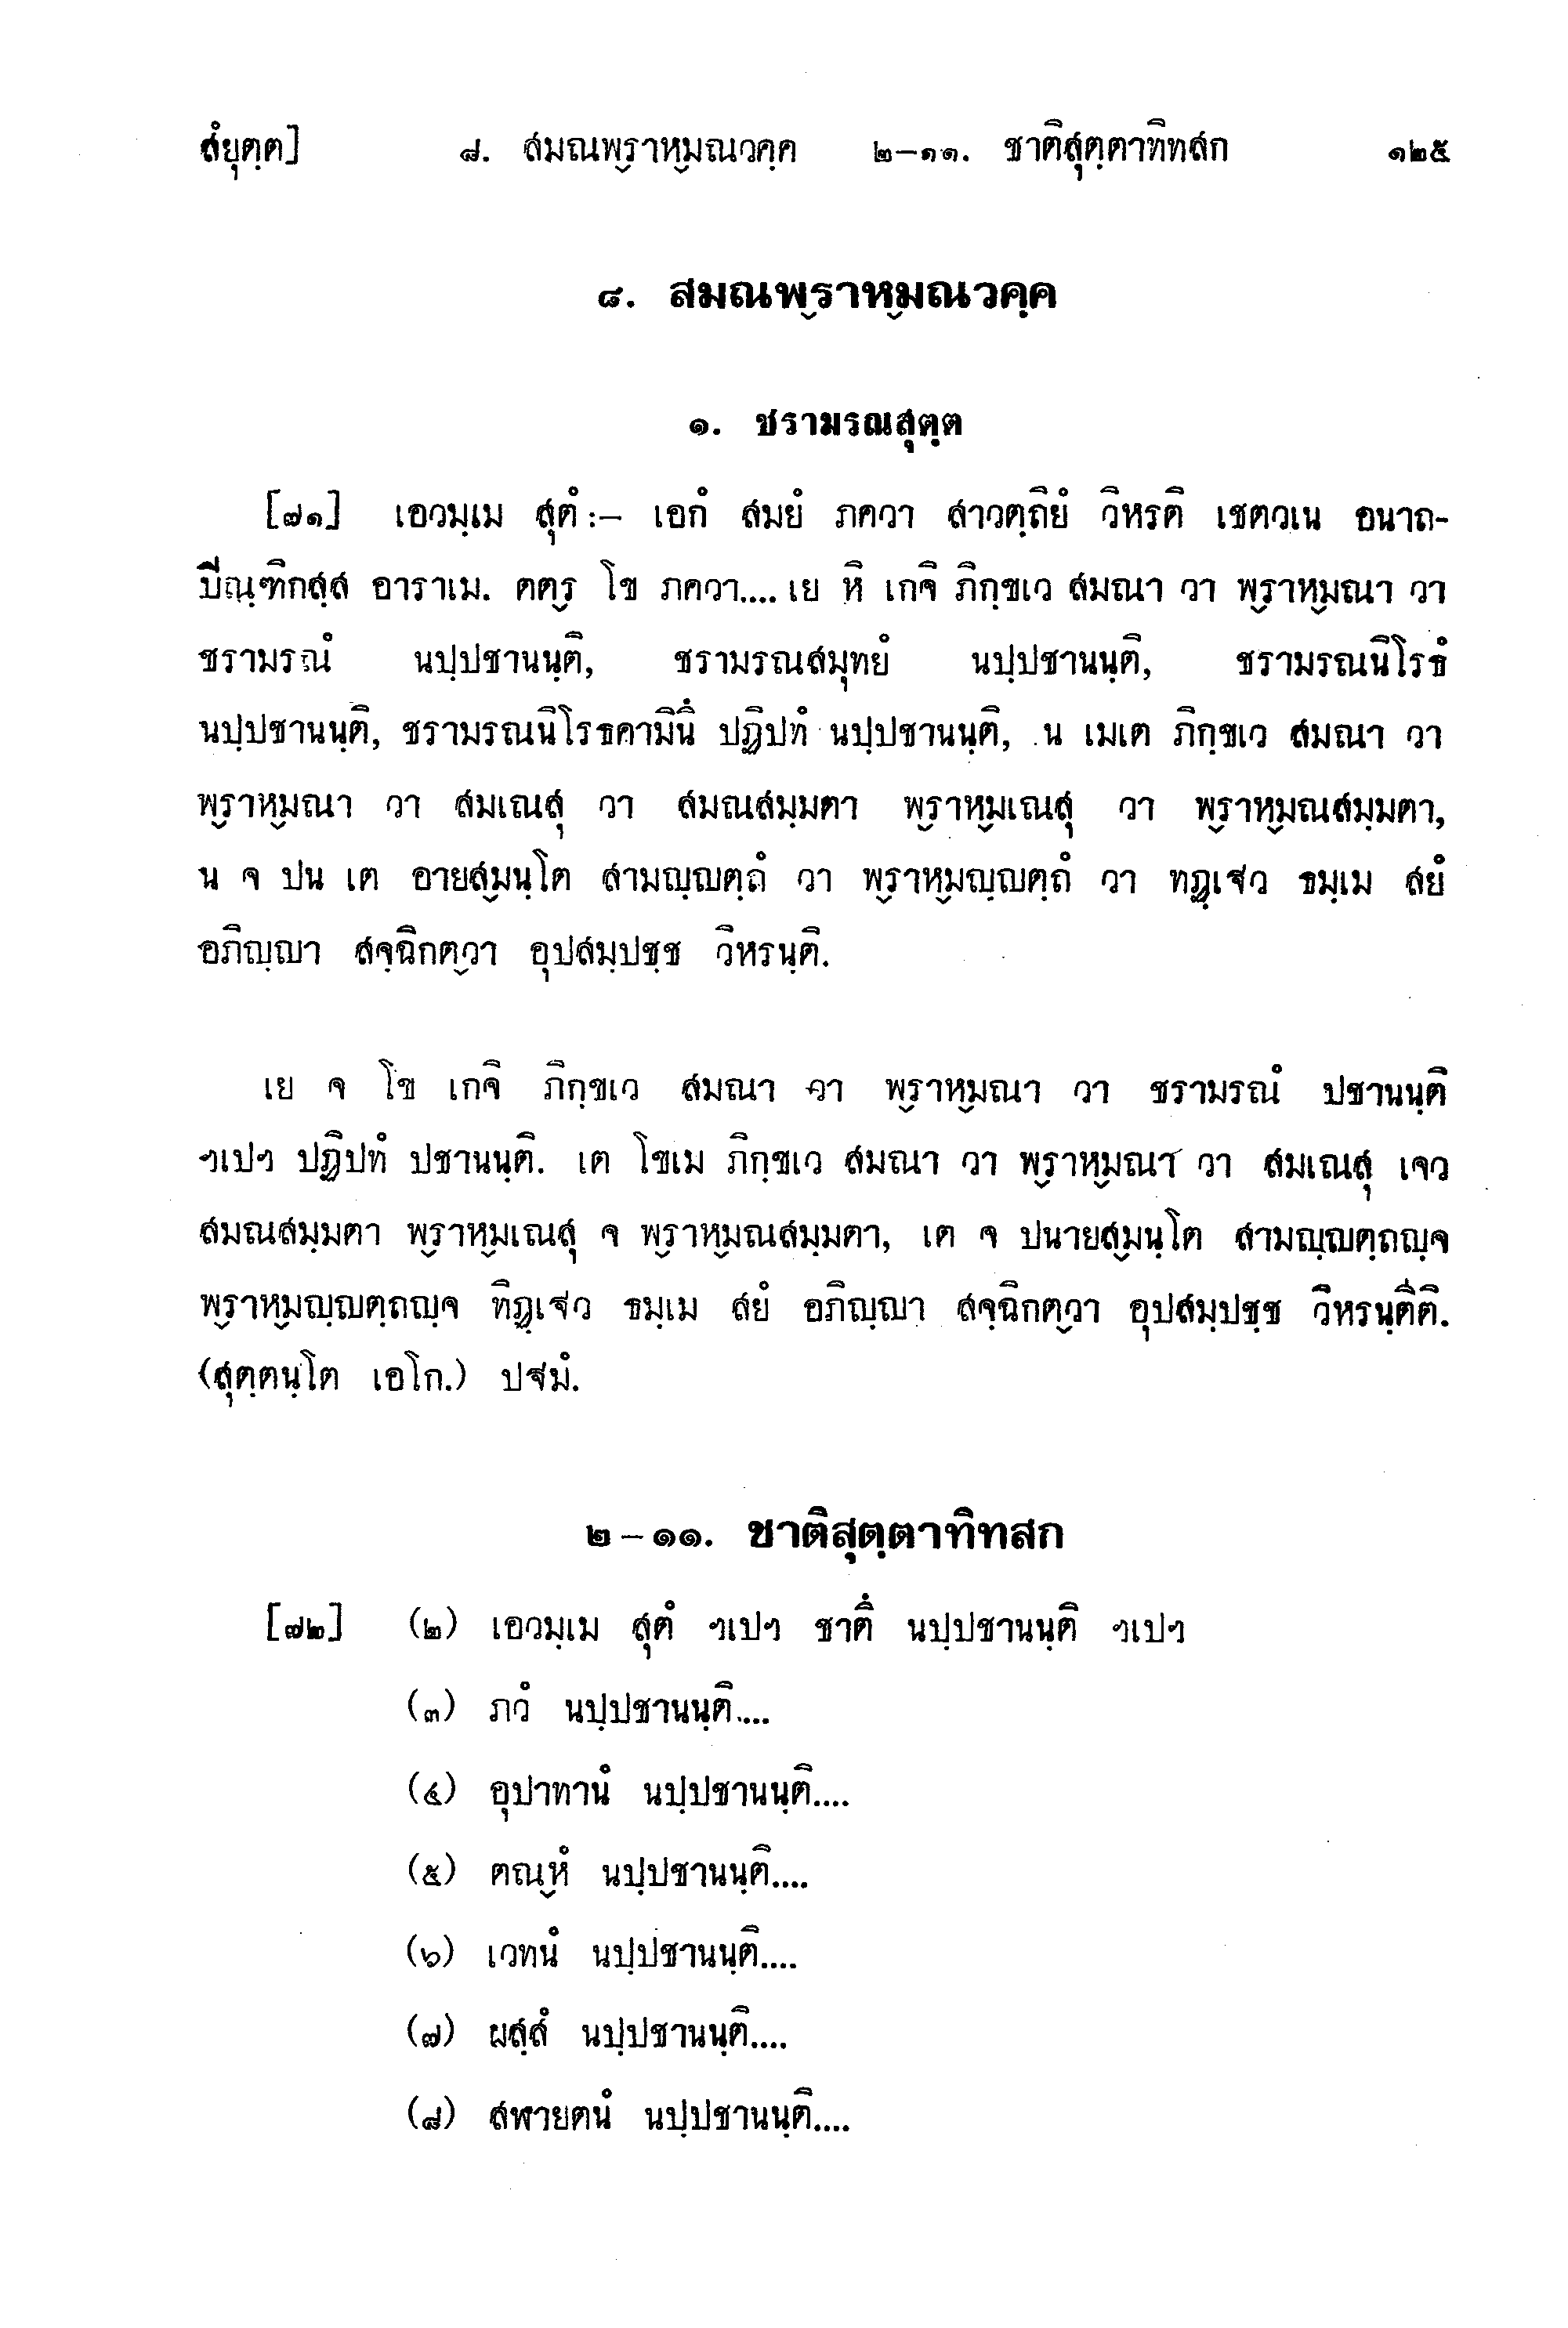 สํยุตฺต] ๘. สมณพฺราหฺมณวคฺค ๒-๑๑. ชาติสุตฺตาทิทสก ๑๒๕
๘. สมณพฺราหฺมณวคฺค
๑. ชรามรณสุตฺต
[๗๑] เอวมฺเม สุตํ :- เอกํ สมยํ ภควา สาวตฺถิยํ วิหรติ เชตวเน อนาถ-
ปิณฺฑิกสฺส อาราเม. ตตฺร โข ภควา.... เย หิ เกจิ ภิกฺขเว สมณา วา พฺราหฺมณา วา
ชรามรณํ นปฺปชานนฺติ, ชรามรณสมุทยํ นปฺปชานนฺติ, ชรามรณนิโรธํ
นปฺปชานนฺติ, ชรามรณนิโรธคามินึ ปฏิปทํ นปฺปชานนฺติ, น เมเต ภิกฺขเว สมณา วา
พฺราหฺมณา วา สมเณสุ วา สมณสมฺมตา พฺราหฺมเณสุ วา พฺราหฺมณสมฺมตา,
น จ ปน เต อายสฺมนฺโต สามญฺญตฺถํ วา พฺราหฺมญฺญตฺถํ วา ทฏฺเฐว ธมฺเม สยํ
อภิญฺญา สจฺฉิกตฺวา อุปสมฺปชฺช วิหรนฺติ.
เย จ โข เกจิ ภิกฺขเว สมณา วา พฺราหฺมณา วา ชรามรณํ ปชานนฺติ
ฯเปฯ ปฏิปทํ ปชานนฺติ. เต โขเม ภิกฺขเว สมณา วา พฺราหฺมณา วา สมเณสุ เจว
สมณสมฺมตา พฺราหฺมเณสุ จ พฺราหฺมณสมฺมตา, เต จ ปนายสฺมนฺโต สามญฺญตฺถญฺจ
พฺราหฺมญฺญตฺถญฺจ ทิฏฺเฐว ธมฺเม สยํ อภิญฺญา สจฺฉิกตฺวา อุปสมฺปชฺช วิหรนฺตีติ.
(สุตฺตนฺโต เอโก.) ปฐมํ.
๒ - ๑๑. ชาติสุตฺตาทิทสก
[๗๒] (๒) เอวมฺเม สุตํ ฯเปฯ ชาตึ นปฺปชานนฺติ ฯเปฯ
(๓) ภวํ นปฺปชานนฺติ....
(๔) อุปาทานํ นปฺปชานนฺติ....
(๕) ตณฺหํ นปฺปชานนฺติ....
(๖) เวทนํ นปฺปชานนฺติ....
(๗) ผสฺสํ นปฺปชานนฺติ....
(๘) สฬายตนํ นปฺปชานนฺติ....